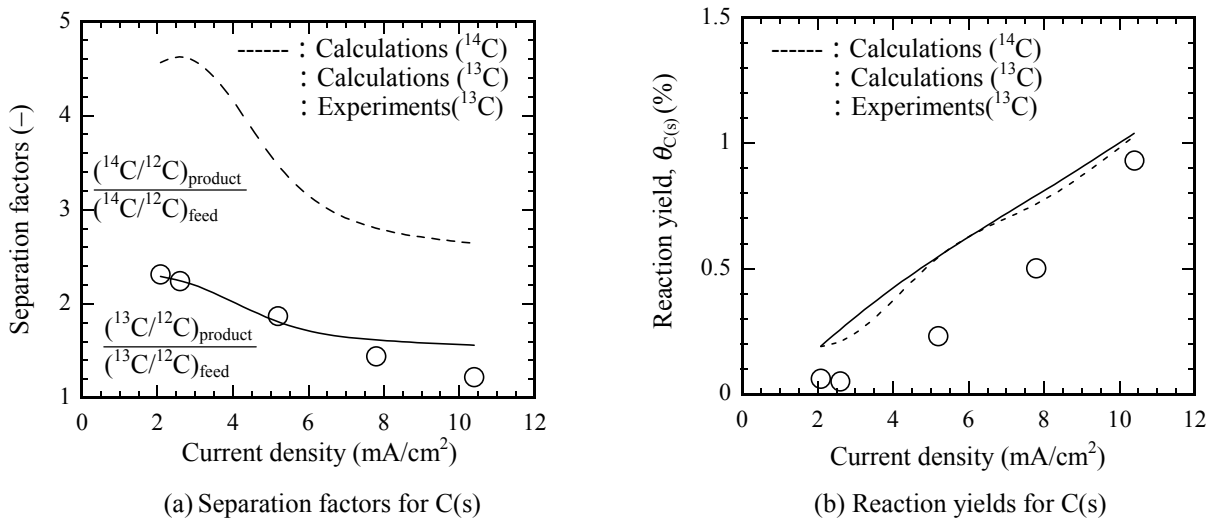 5
4
3
2
1
Separation factors (–)
----- : Calculations (¹⁴C)
: Calculations (¹³C)
: Experiments(¹³C)
(¹⁴C/¹²C)product
(¹⁴C/¹²C)feed
(¹³C/¹²C)product
(¹³C/¹²C)feed
0 2 4 6 8 10 12
Current density (mA/cm²)
(a) Separation factors for C(s)
1.5
1
0.5
0
Reaction yield, θC(s) (%)
----- : Calculations (¹⁴C)
: Calculations (¹³C)
: Experiments(¹³C)
0 2 4 6 8 10 12
Current density (mA/cm²)
(b) Reaction yields for C(s)